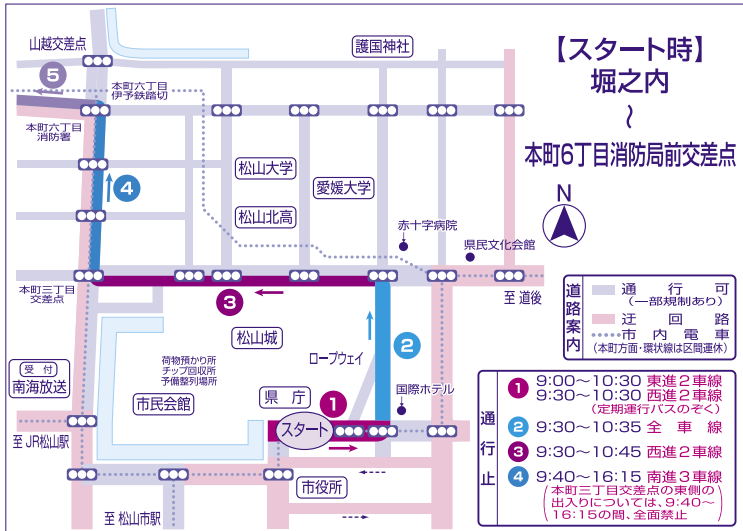 【スタート時】
堀之内
~
本町6丁目消防局前交差点
N
山越交差点
護国神社
5
本町六丁目
伊予鉄踏切
本町六丁目
消防署
松山大学
愛媛大学
4
松山北高
赤十字病院
県民文化会館
本町三丁目
交差点
3
至 道後
2
松山城
ロープウェイ
荷物預かり所
チップ回収所
予備整列場所
受付
南海放送
市民会館
県庁
1
国際ホテル
スタート
至 JR松山駅
市役所
至 松山市駅
道路案内
通行可
(一部規制あり)
迂回路
市内電車
(本町方面・環状線は区間運休)
通行止
1 9:00〜10:30 東進2車線
9:30〜10:30 西進2車線
(定期運行バスのぞく)
2 9:30〜10:35 全車線
3 9:30〜10:45 西進2車線
4 9:40〜16:15 南進3車線
(本町三丁目交差点の東側の
出入りについては、9:40〜
16:15の間、全面禁止)